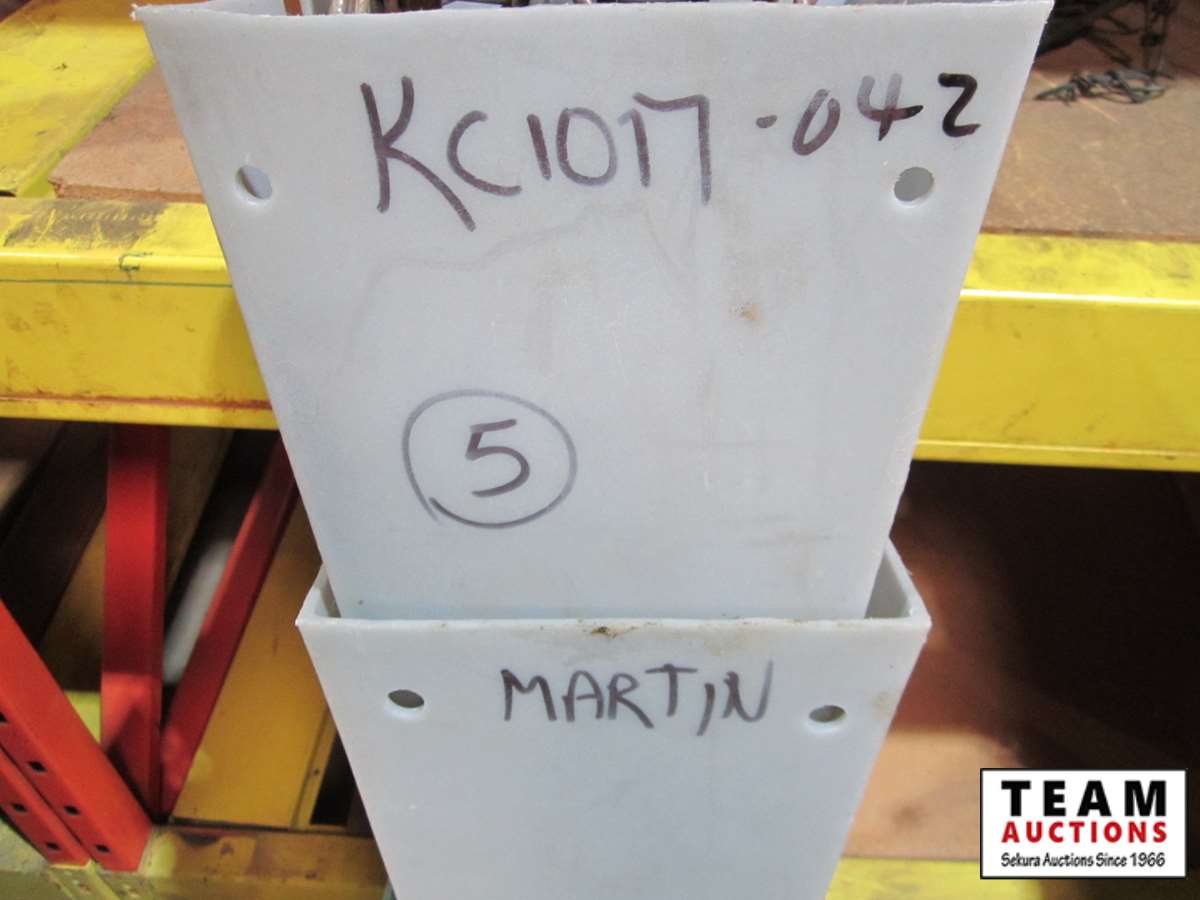 KC1017-042
5
MARTIN
TEAM
AUCTIONS
Sekura Auctions Since 1966